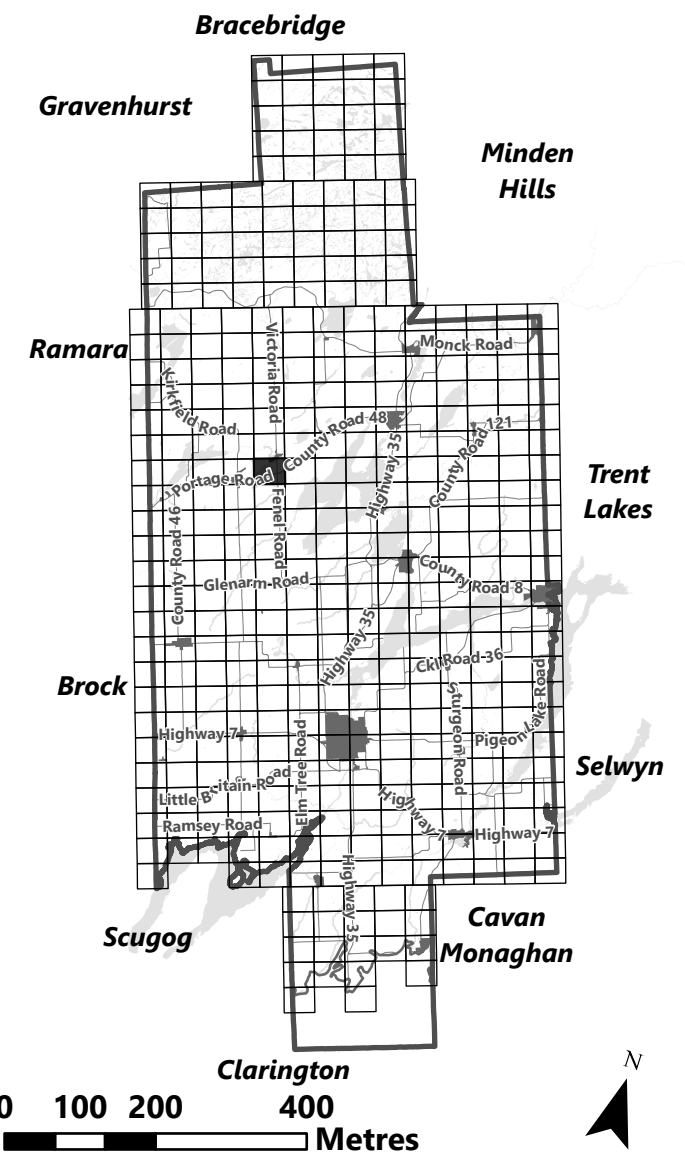 Bracebridge
Gravenhurst
Minden
Hills
Ramara
Victoria Road
Monck Road
Kirkfield Road
County Road 48
Highway 35
County Road 121
Portage Road
Trent
Lakes
Fenel Road
County Road 46
Glenarm Road
County Road 8
Highway 35
Ckl Road 36
Brock
Sturgeon Road
Pigeon Lake Road
Highway 7
Elm Tree Road
Selwyn
Little Britain Road
Highway 7
Ramsey Road
Highway 7
Highway 35
Scugog
Cavan
Monaghan
Clarington
N
0 100 200 400
Metres